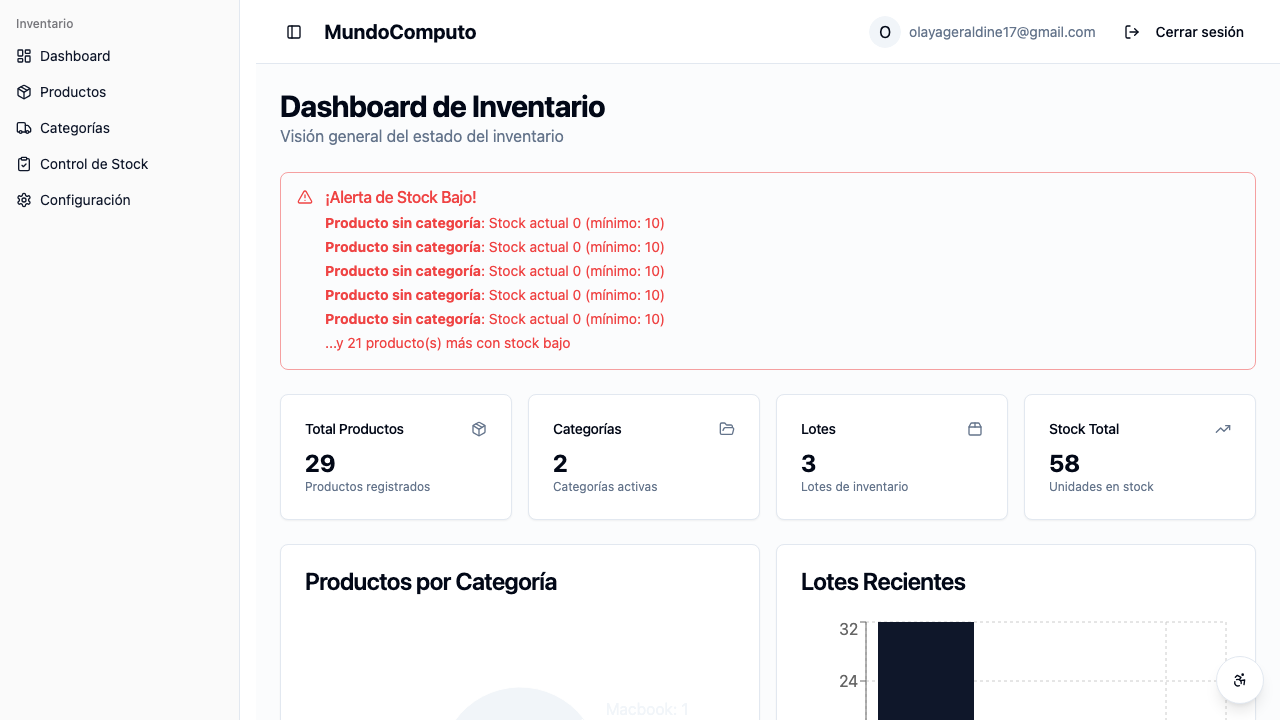 Inventario
Dashboard
Productos
Categorías
Control de Stock
Configuración
MundoComputo
O
olayageraldine17@gmail.com
Cerrar sesión
Dashboard de Inventario
Visión general del estado del inventario
¡Alerta de Stock Bajo!
Producto sin categoría: Stock actual 0 (mínimo: 10)
Producto sin categoría: Stock actual 0 (mínimo: 10)
Producto sin categoría: Stock actual 0 (mínimo: 10)
Producto sin categoría: Stock actual 0 (mínimo: 10)
Producto sin categoría: Stock actual 0 (mínimo: 10)
...y 21 producto(s) más con stock bajo
Total Productos
29
Productos registrados
Categorías
2
Categorías activas
Lotes
3
Lotes de inventario
Stock Total
58
Unidades en stock
Productos por Categoría
Macbook: 1
Lotes Recientes
32
24